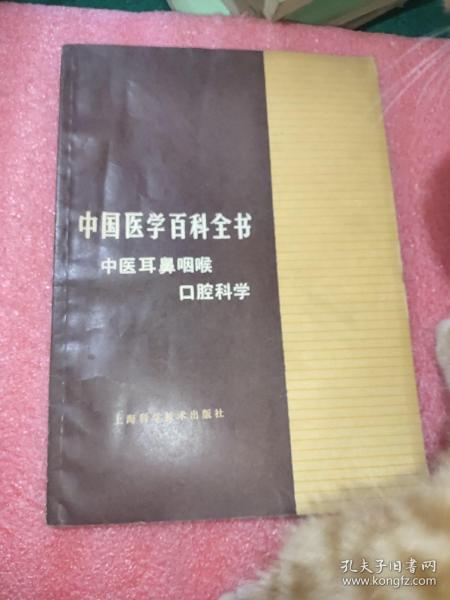 中国医学百科全书
中医耳鼻咽喉
口腔科学
上海科学技术出版社
孔夫子旧书网
www.kongfz.com